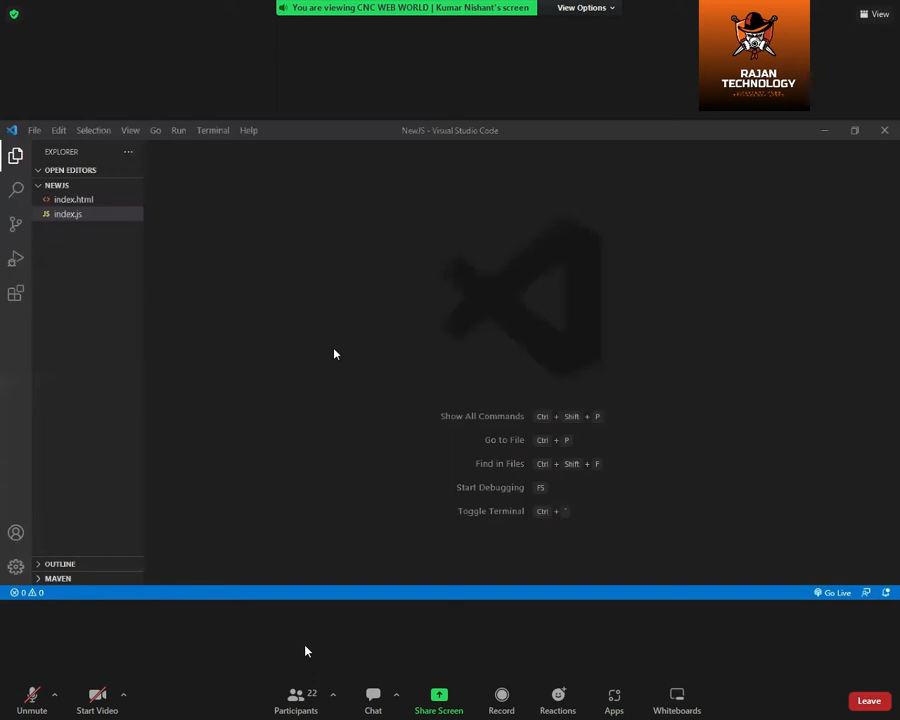 You are viewing CNC WEB WORLD | Kumar Nishant's screen
View Options
View
RAJAN
TECHNOLOGY
File Edit Selection View Go Run Terminal Help
NewJS - Visual Studio Code
EXPLORER
OPEN EDITORS
NEWJS
index.html
JS index.js
Show All Commands Ctrl + Shift + P
Go to File Ctrl + P
Find in Files Ctrl + Shift + F
Start Debugging F5
Toggle Terminal Ctrl + `
OUTLINE
MAVEN
0 0
Go Live
Unmute
Start Video
Participants
22
Chat
Share Screen
Record
Reactions
Apps
Whiteboards
Leave